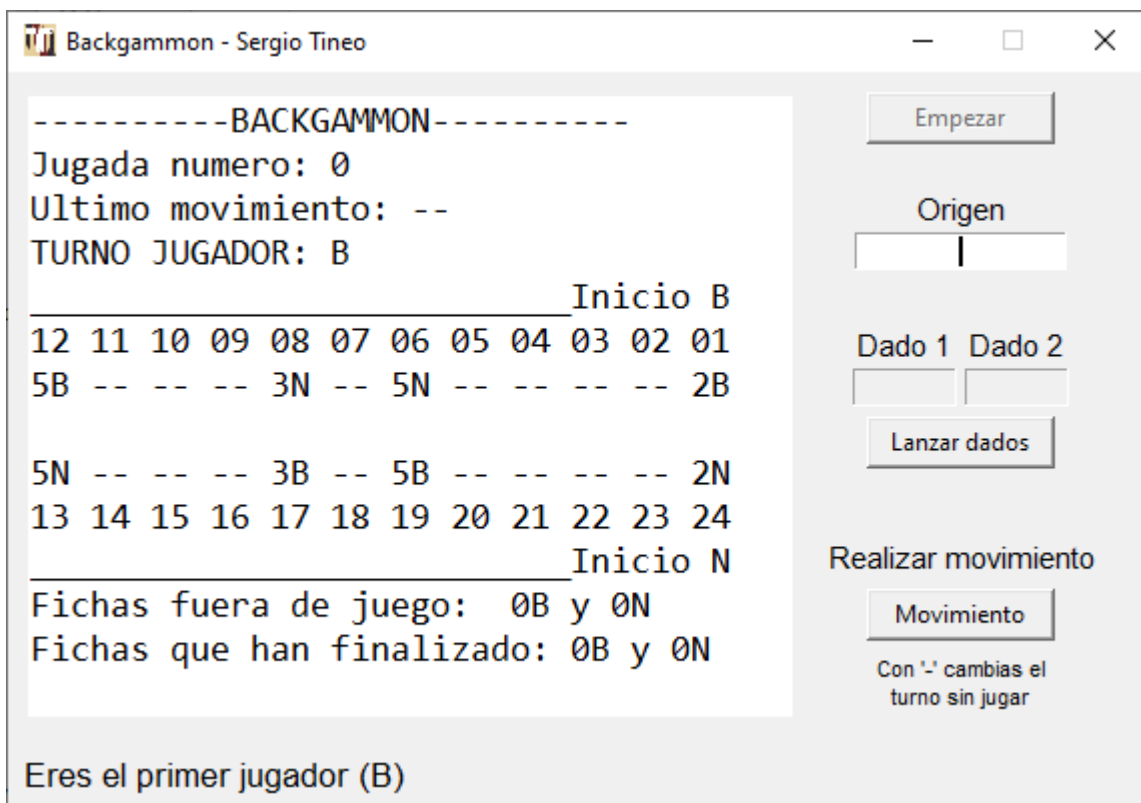 Backgammon - Sergio Tineo
----------BACKGAMMON----------
Jugada numero: 0
Ultimo movimiento: --
TURNO JUGADOR: B
___________________________Inicio B
12 11 10 09 08 07 06 05 04 03 02 01
5B -- -- -- 3N -- 5N -- -- -- -- 2B
5N -- -- -- 3B -- 5B -- -- -- -- 2N
13 14 15 16 17 18 19 20 21 22 23 24
___________________________Inicio N
Fichas fuera de juego:  0B y 0N
Fichas que han finalizado: 0B y 0N
Empezar
Origen
Dado 1 Dado 2
Lanzar dados
Realizar movimiento
Movimiento
Con '-' cambias el
turno sin jugar
Eres el primer jugador (B)